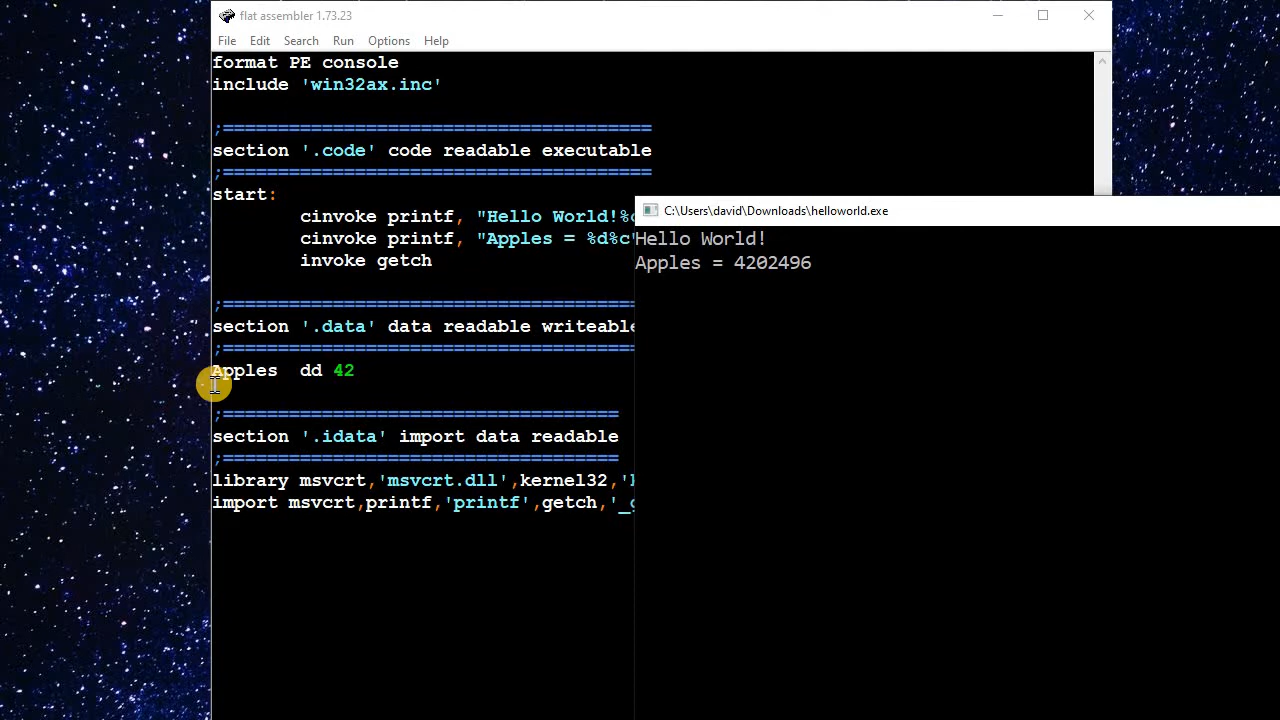 flat assembler 1.73.23
File Edit Search Run Options Help
format PE console
include 'win32ax.inc'
;=======================================
section '.code' code readable executable
;=======================================
start:
cinvoke printf, "Hello World!%c
cinvoke printf, "Apples = %d%c"
invoke getch
;======================================
section '.data' data readable writeable
;======================================
Apples dd 42
;====================================
section '.idata' import data readable
;====================================
library msvcrt,'msvcrt.dll',kernel32,'
import msvcrt,printf,'printf',getch,'_g
C:\Users\david\Downloads\helloworld.exe
Hello World!
Apples = 4202496